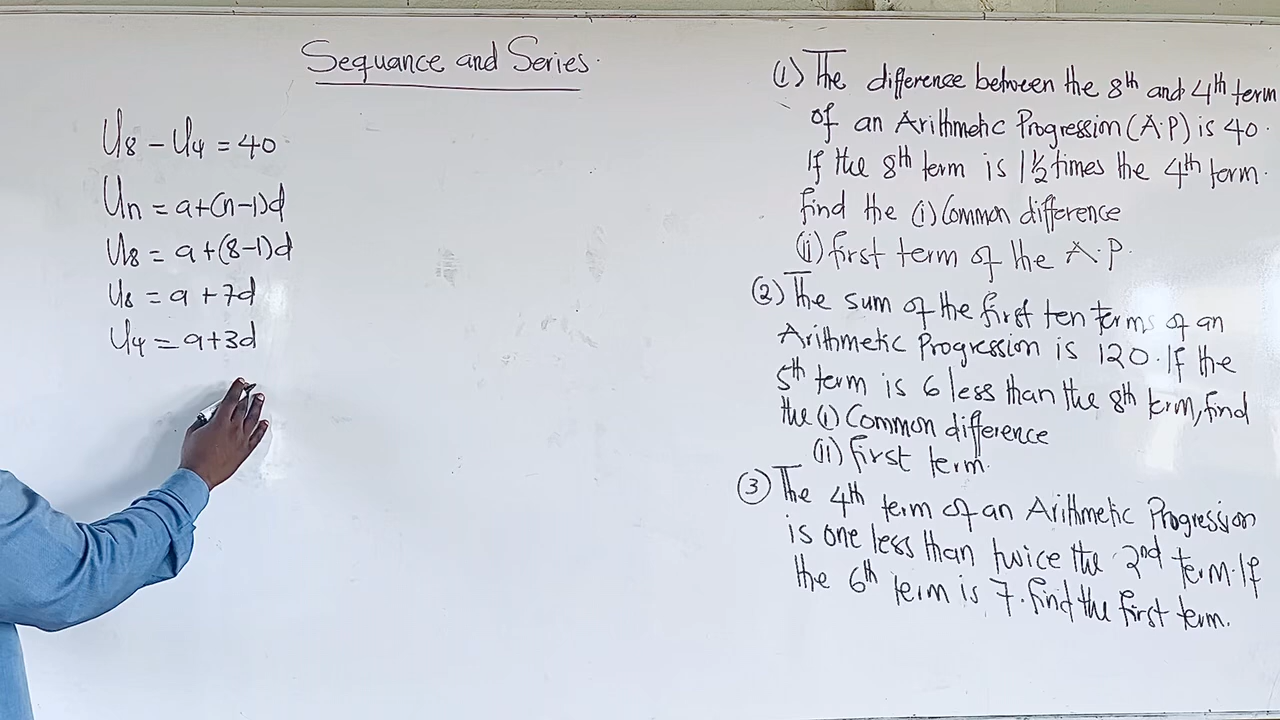 Sequance and Series.
U8 - U4 = 40
Un = a+(n-1)d
U8 = a+(8-1)d
U8 = a + 7d
U4 = a+3d
(1) The difference between the 8th and 4th term
of an Arithmetic Progression (A.P) is 40.
If the 8th term is 1½ times the 4th term.
find the (i) Common difference
(ii) first term of the A.P.
(2) The sum of the first ten terms of an
Arithmetic Progression is 120. If the
5th term is 6 less than the 8th term, find
the (i) Common difference
(ii) first term.
(3) The 4th term of an Arithmetic Progression
is one less than twice the 2nd term. If
the 6th term is 7. find the first term.